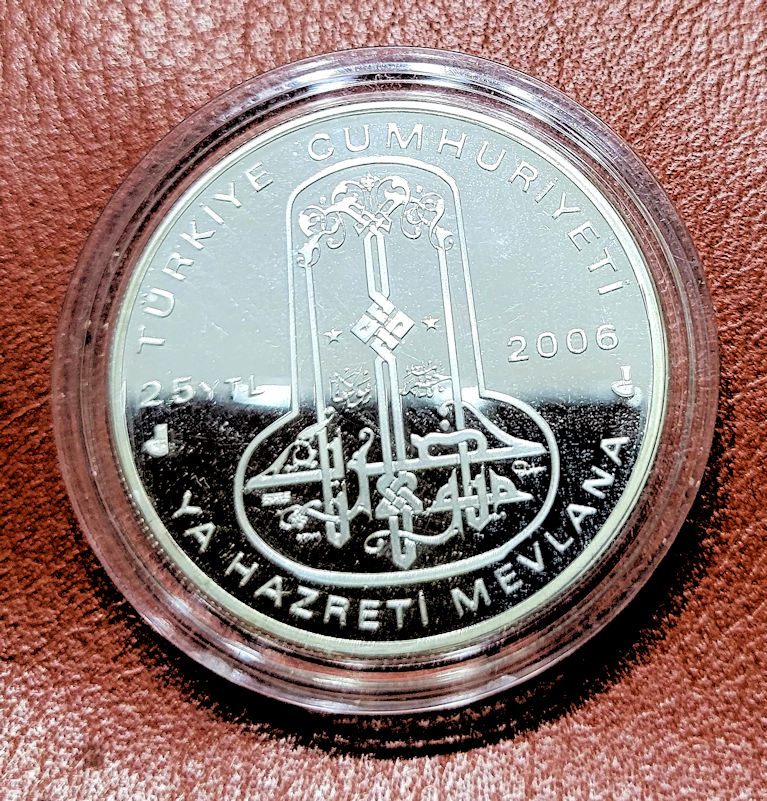 TÜRKİYE CUMHURİYETİ
2006
25 YTL
YA HAZRETİ MEVLANA